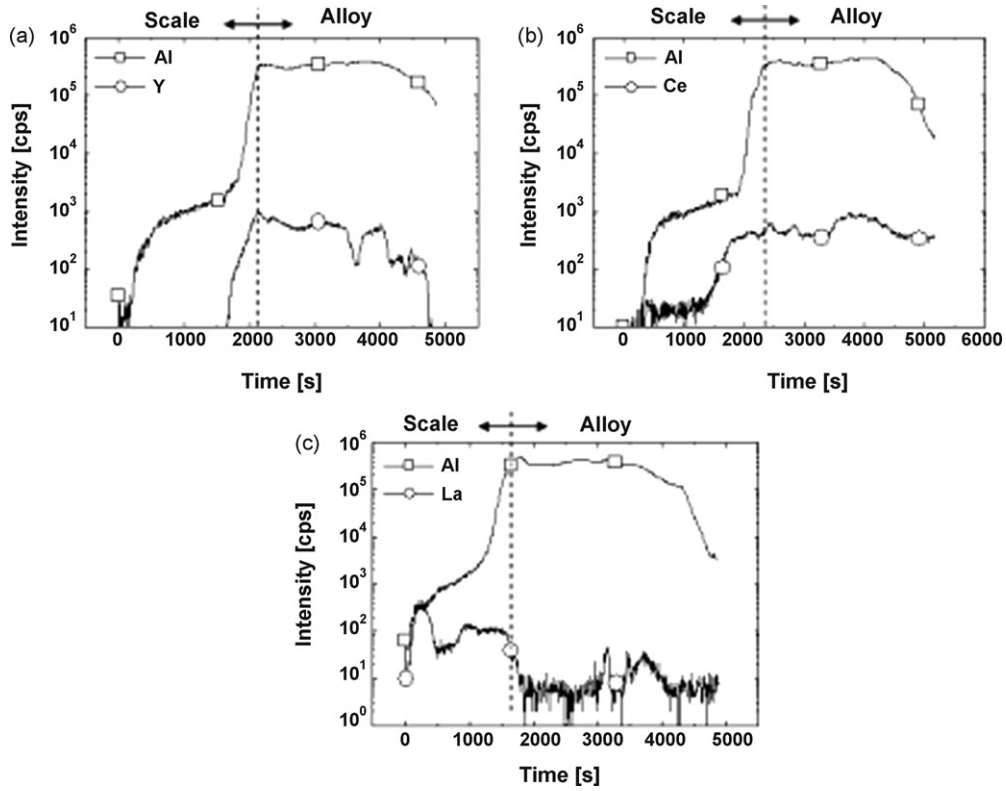 Scale Alloy
(a)
10^6
Al
Y
10^5
10^4
10^3
10^2
10^1
Intensity [cps]
0 1000 2000 3000 4000 5000
Time [s]
Scale Alloy
(b)
10^6
Al
Ce
10^5
10^4
10^3
10^2
10^1
Intensity [cps]
0 1000 2000 3000 4000 5000 6000
Time [s]
Scale Alloy
(c)
10^6
Al
La
10^5
10^4
10^3
10^2
10^1
10^0
Intensity [cps]
0 1000 2000 3000 4000 5000
Time [s]